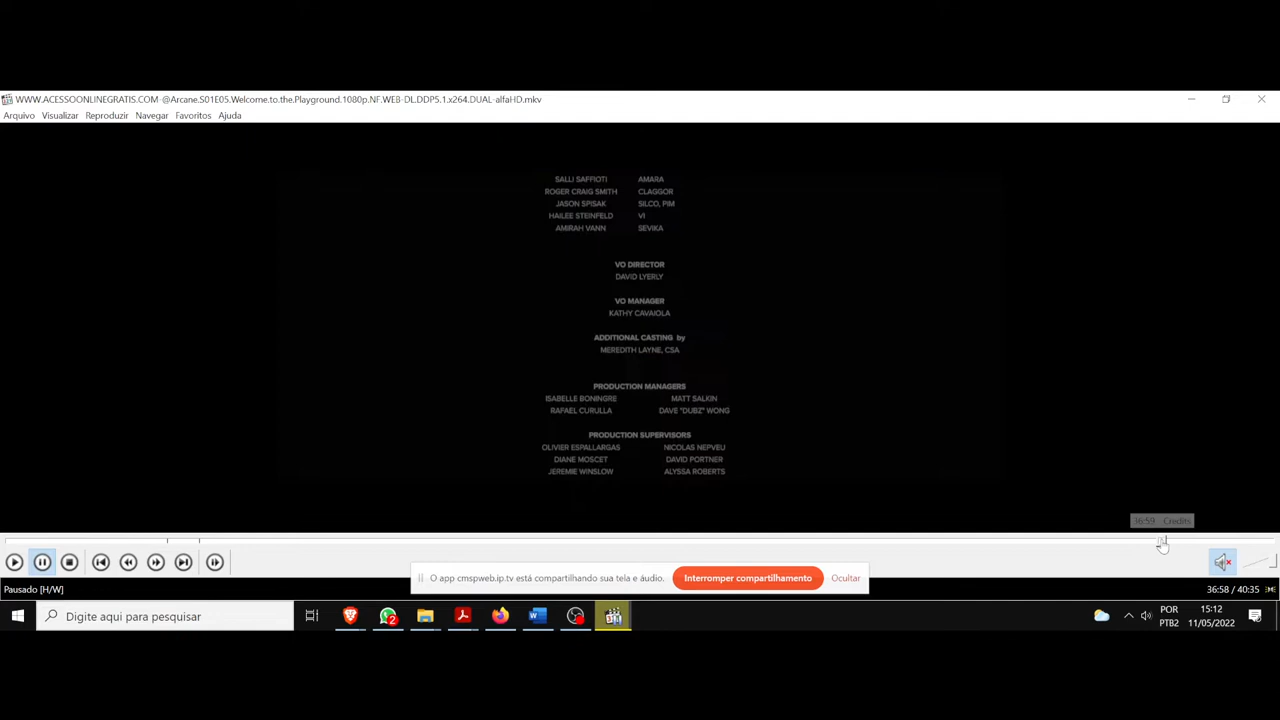 WWW.ACESSOONLINEGRATIS.COM -@Arcane.S01E05.Welcome.to.the.Playground.1080p.NF.WEB-DL.DDP5.1.x264.DUAL-alfaHD.mkv
Arquivo Visualizar Reproduzir Navegar Favoritos Ajuda
SALLI SAFFIOTI AMARA
ROGER CRAIG SMITH CLAGGOR
JASON SPISAK SILCO, PIM
HAILEE STEINFELD VI
AMIRAH VANN SEVIKA
VO DIRECTOR
DAVID LYERLY
VO MANAGER
KATHY CAVAIOLA
ADDITIONAL CASTING by
MEREDITH LAYNE, CSA
PRODUCTION MANAGERS
ISABELLE BONINGRE MATT SALKIN
RAFAEL CURULLA DAVE "DUBZ" WONG
PRODUCTION SUPERVISORS
OLIVIER ESPALLARGAS NICOLAS NEPVEU
DIANE MOSCET DAVID PORTNER
JEREMIE WINSLOW ALYSSA ROBERTS
36:59 Credits
O app cmspweb.ip.tv está compartilhando sua tela e áudio. Interromper compartilhamento Ocultar
Pausado [H/W] 36:58 / 40:35
Digite aqui para pesquisar
2
POR 15:12
PTB2 11/05/2022